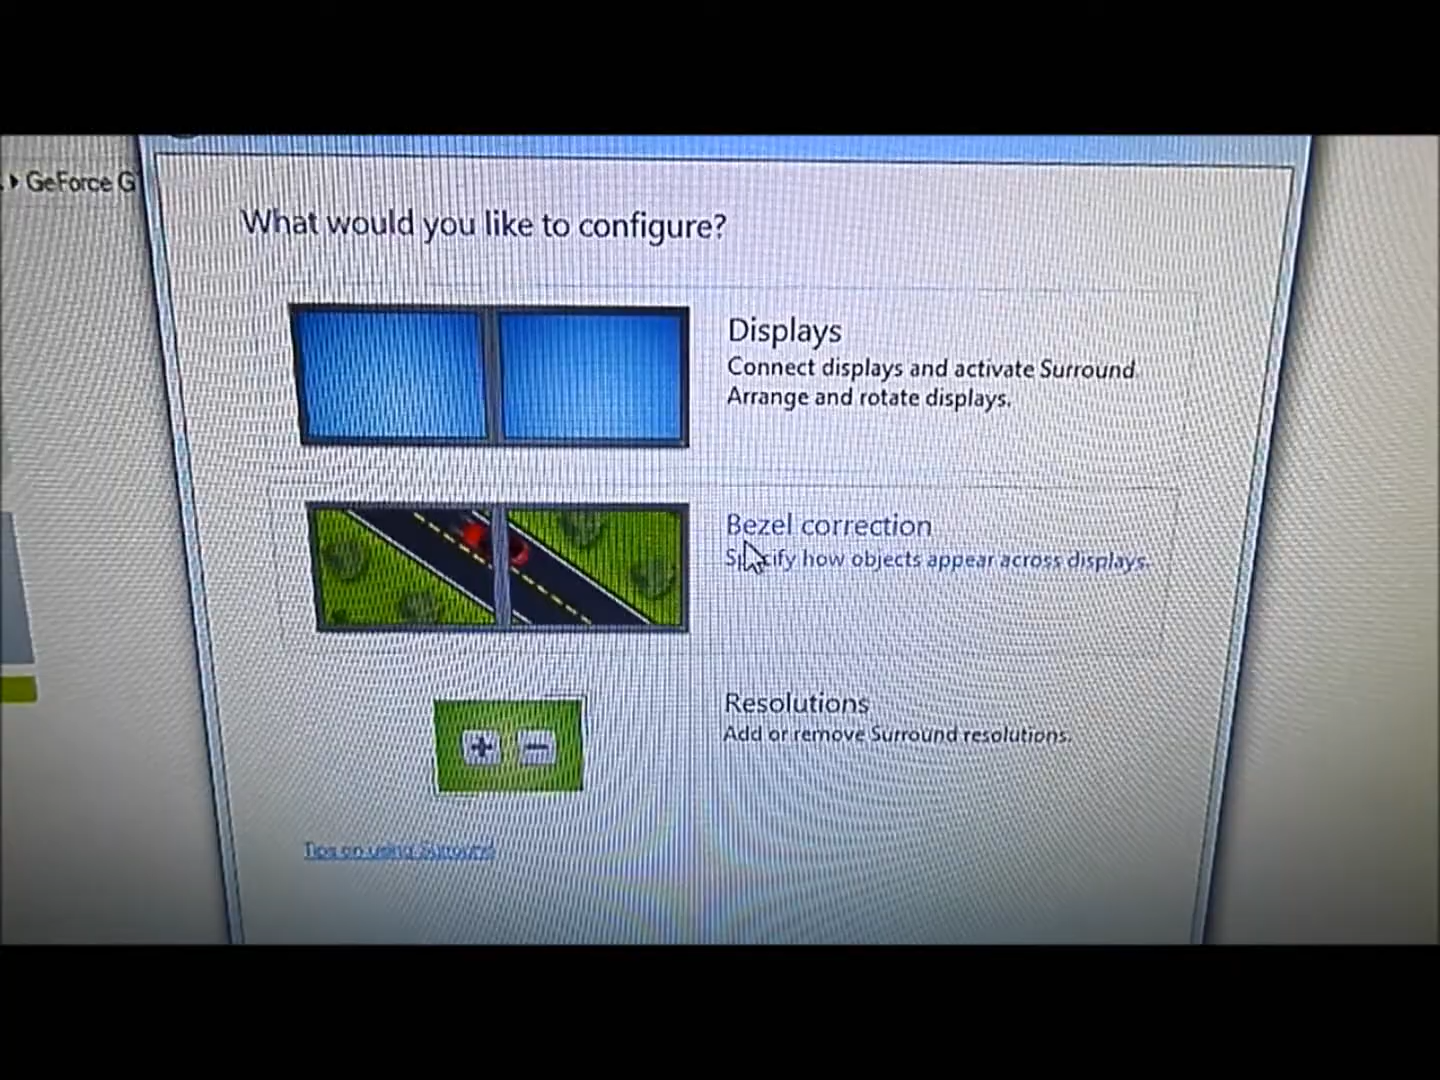 GeForce G
What would you like to configure?
Displays
Connect displays and activate Surround.
Arrange and rotate displays.
Bezel correction
Specify how objects appear across displays.
Resolutions
Add or remove Surround resolutions.
Tips on using Surround